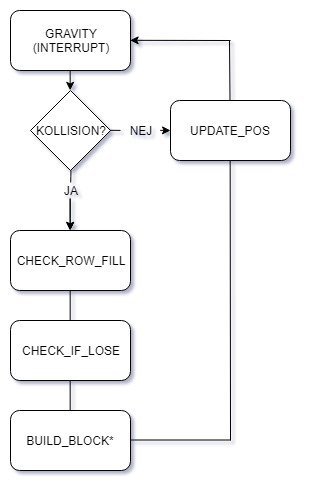 GRAVITY
(INTERRUPT)
KOLLISION?
NEJ
UPDATE_POS
JA
CHECK_ROW_FILL
CHECK_IF_LOSE
BUILD_BLOCK*